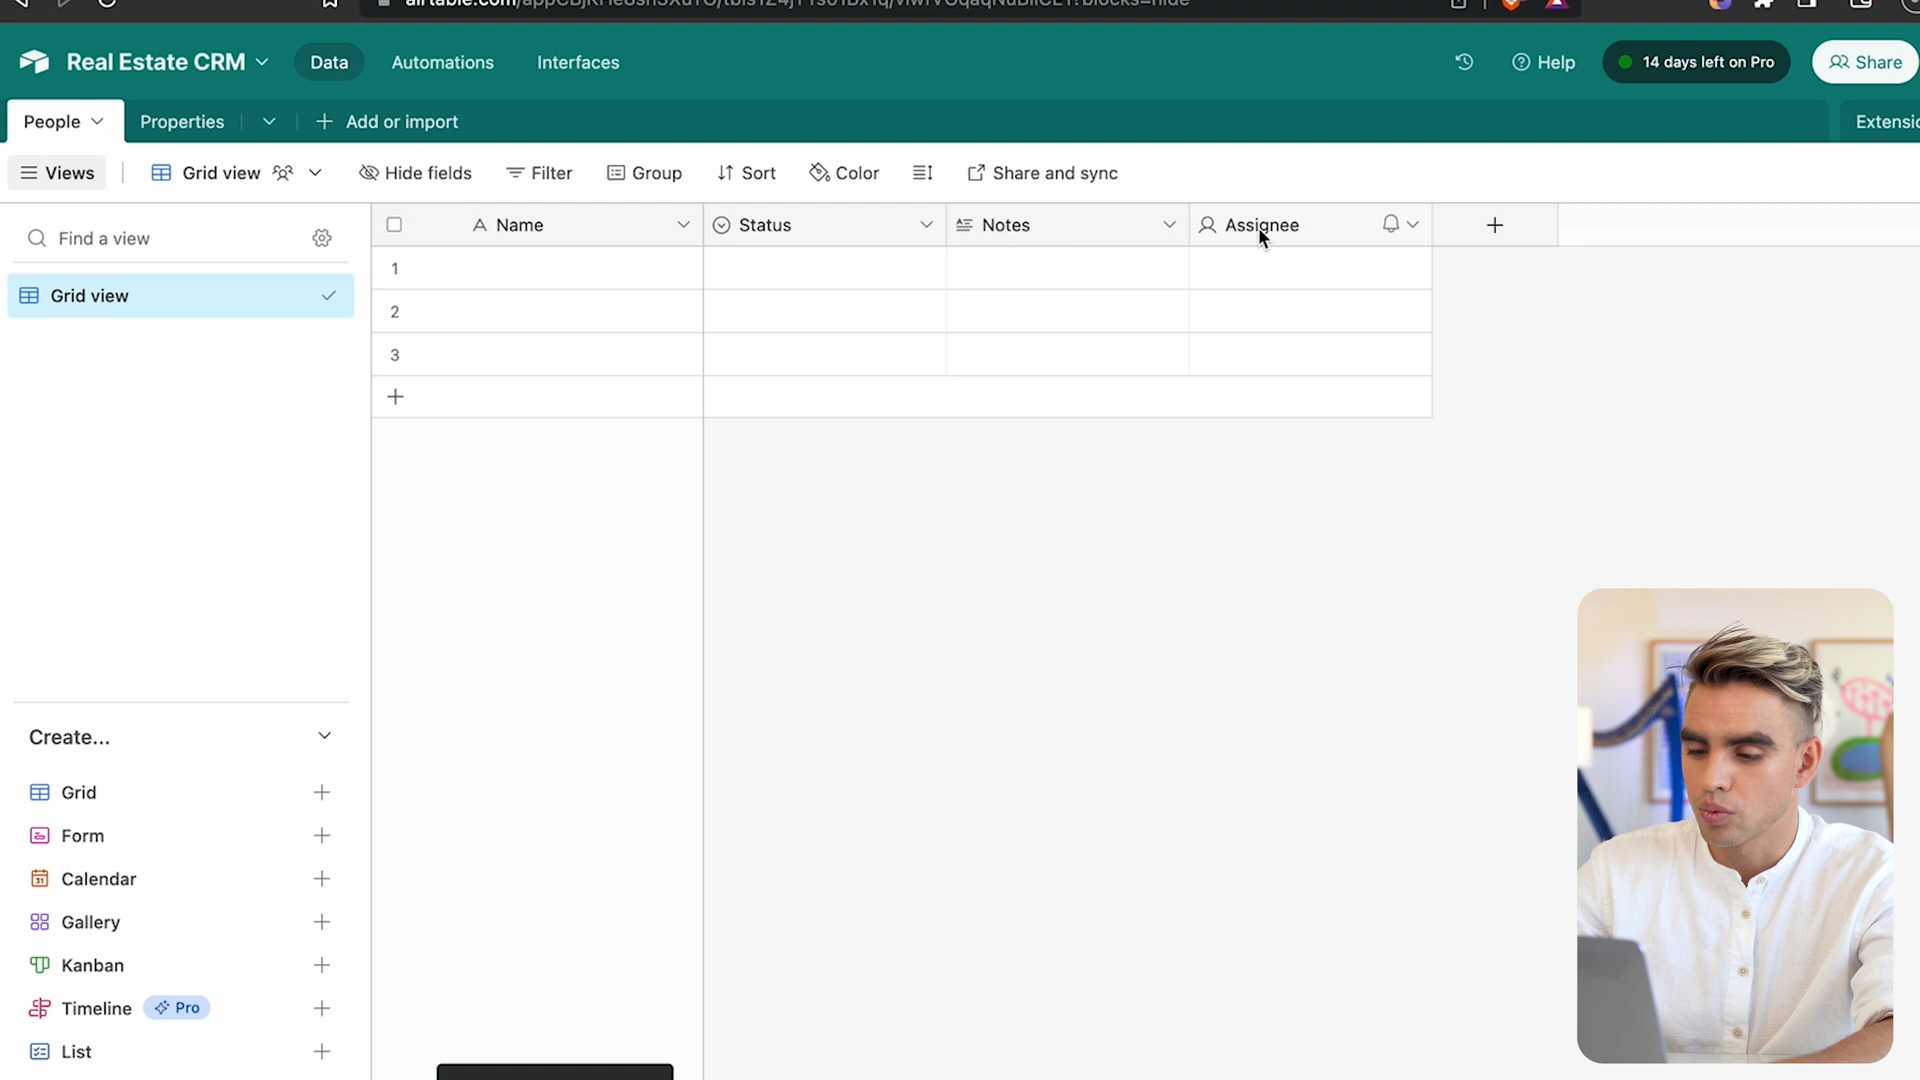 Real Estate CRM
Data
Automations
Interfaces
Help
14 days left on Pro
Share
People
Properties
Add or import
Views
Grid view
Hide fields
Filter
Group
Sort
Color
Share and sync
Find a view
Grid view
Name
Status
Notes
Assignee
1
2
3
Create...
Grid
Form
Calendar
31
Gallery
Kanban
Timeline
Pro
List